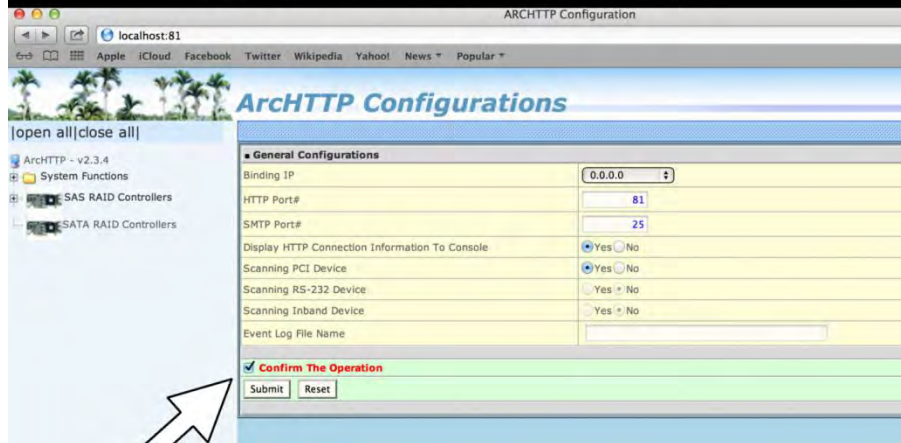 ARCHTTP Configuration
localhost:81
Apple iCloud Facebook Twitter Wikipedia Yahoo! News Popular
ArcHTTP Configurations
|open all|close all|
ArcHTTP - v2.3.4
System Functions
SAS RAID Controllers
SATA RAID Controllers
General Configurations
Binding IP 0.0.0.0
HTTP Port# 81
SMTP Port# 25
Display HTTP Connection Information To Console Yes No
Scanning PCI Device Yes No
Scanning RS-232 Device Yes No
Scanning Inband Device Yes No
Event Log File Name
Confirm The Operation
Submit Reset